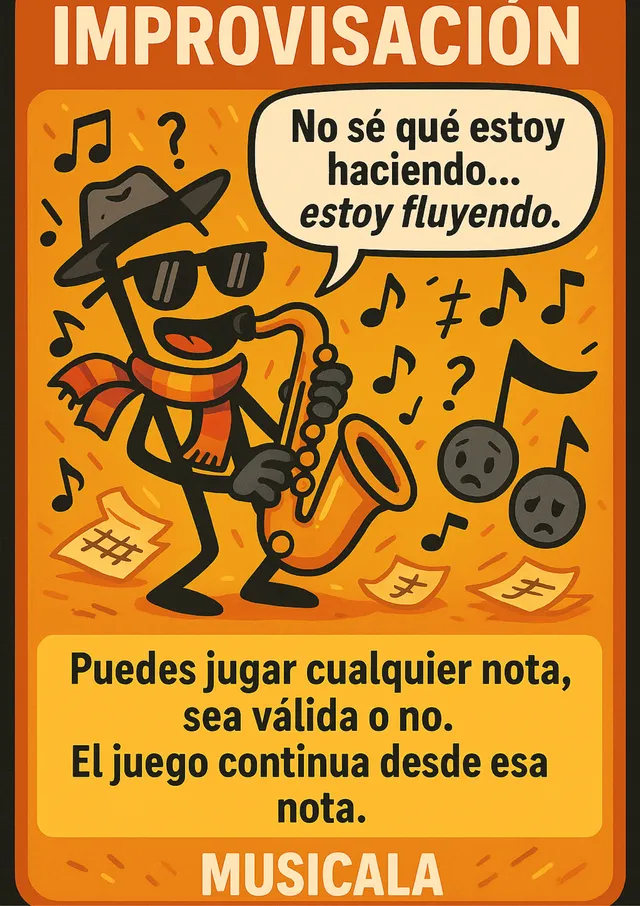 IMPROVISACIÓN
No sé qué estoy
haciendo...
estoy fluyendo.
Puedes jugar cualquier nota,
sea válida o no.
El juego continua desde esa
nota.
MUSICALA